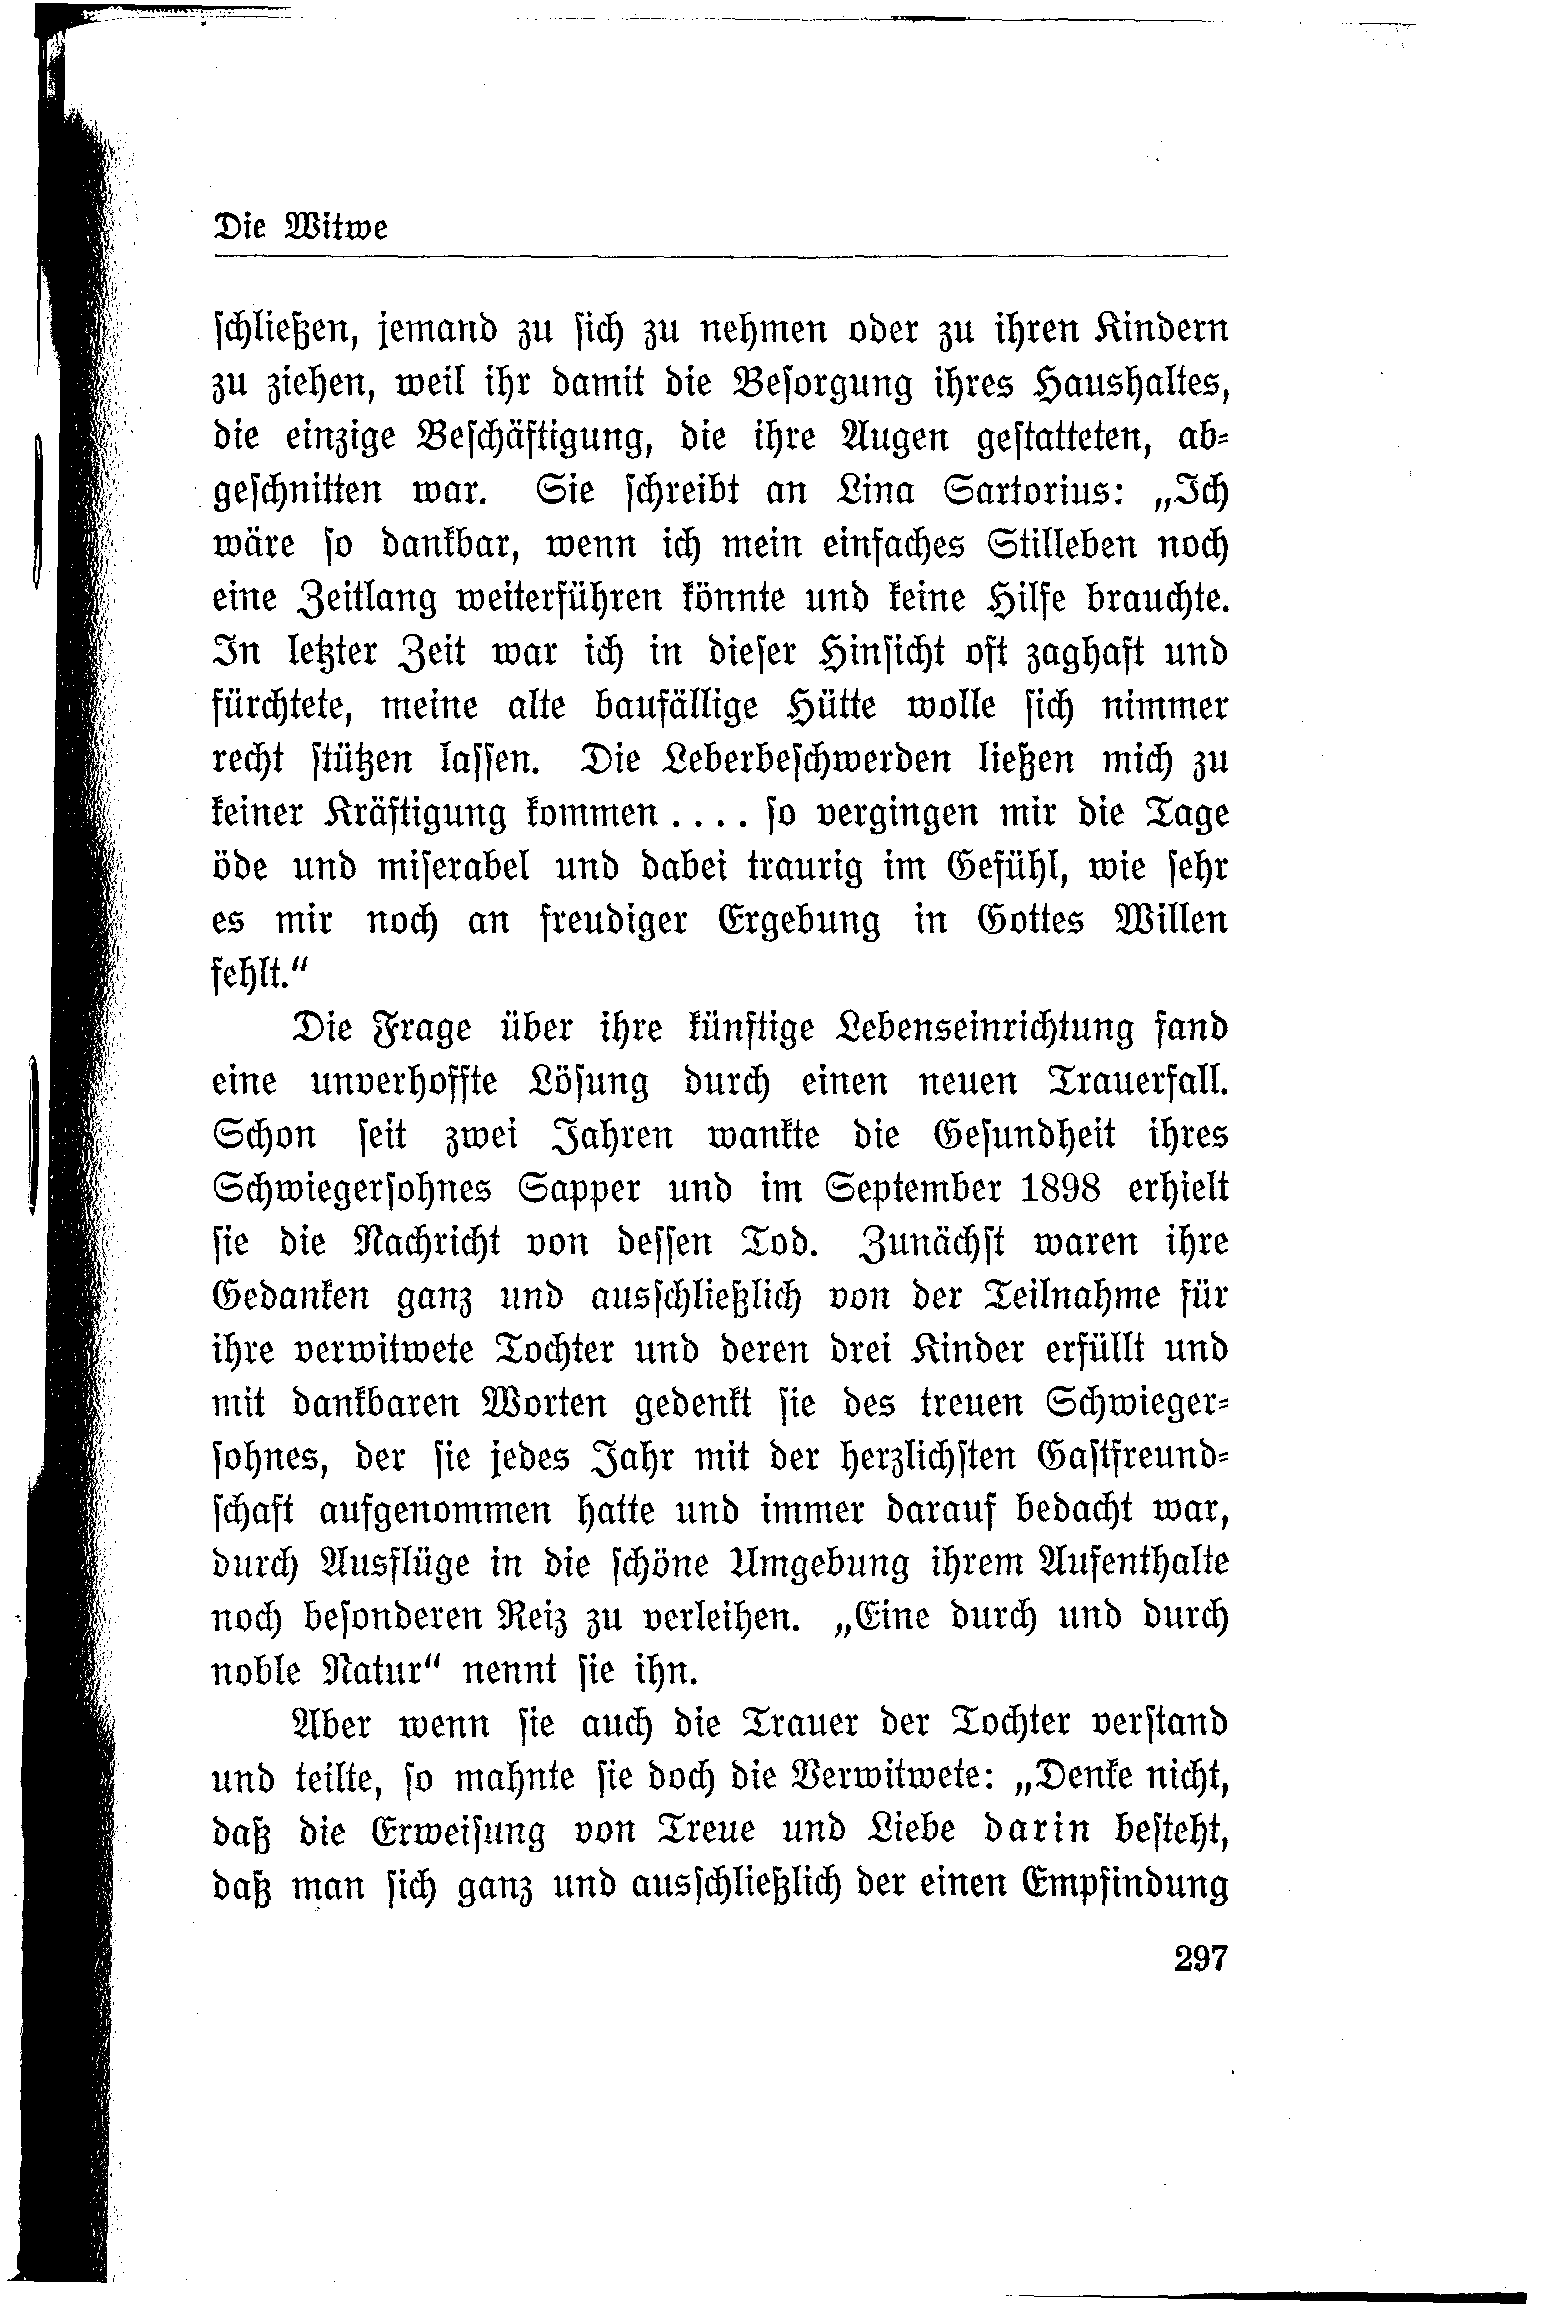 Die Witwe
schließen, jemand zu sich zu nehmen oder zu ihren Kindern
zu ziehen, weil ihr damit die Besorgung ihres Haushaltes,
die einzige Beschäftigung, die ihre Augen gestatteten, ab-
geschnitten war. Sie schreibt an Lina Sartorius: „Ich
wäre so dankbar, wenn ich mein einfaches Stilleben noch
eine Zeitlang weiterführen könnte und keine Hilfe brauchte.
In letzter Zeit war ich in dieser Hinsicht oft zaghaft und
fürchtete, meine alte baufällige Hütte wolle sich nimmer
recht stützen lassen. Die Leberbeschwerden ließen mich zu
keiner Kräftigung kommen .... so vergingen mir die Tage
öde und miserabel und dabei traurig im Gefühl, wie sehr
es mir noch an freudiger Ergebung in Gottes Willen
fehlt.“
Die Frage über ihre künftige Lebenseinrichtung fand
eine unverhoffte Lösung durch einen neuen Trauerfall.
Schon seit zwei Jahren wankte die Gesundheit ihres
Schwiegersohnes Sapper und im September 1898 erhielt
sie die Nachricht von dessen Tod. Zunächst waren ihre
Gedanken ganz und ausschließlich von der Teilnahme für
ihre verwitwete Tochter und deren drei Kinder erfüllt und
mit dankbaren Worten gedenkt sie des treuen Schwieger-
sohnes, der sie jedes Jahr mit der herzlichsten Gastfreund-
schaft aufgenommen hatte und immer darauf bedacht war,
durch Ausflüge in die schöne Umgebung ihrem Aufenthalte
noch besonderen Reiz zu verleihen. „Eine durch und durch
noble Natur“ nennt sie ihn.
Aber wenn sie auch die Trauer der Tochter verstand
und teilte, so mahnte sie doch die Verwitwete: „Denke nicht,
daß die Erweisung von Treue und Liebe darin besteht,
daß man sich ganz und ausschließlich der einen Empfindung
297